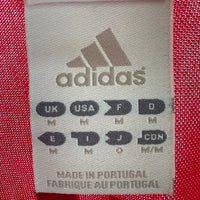 adidas
UK USA F D
M M M M
E I J CDN
M M O M/M
MADE IN PORTUGAL
FABRIQUE AU PORTUGAL